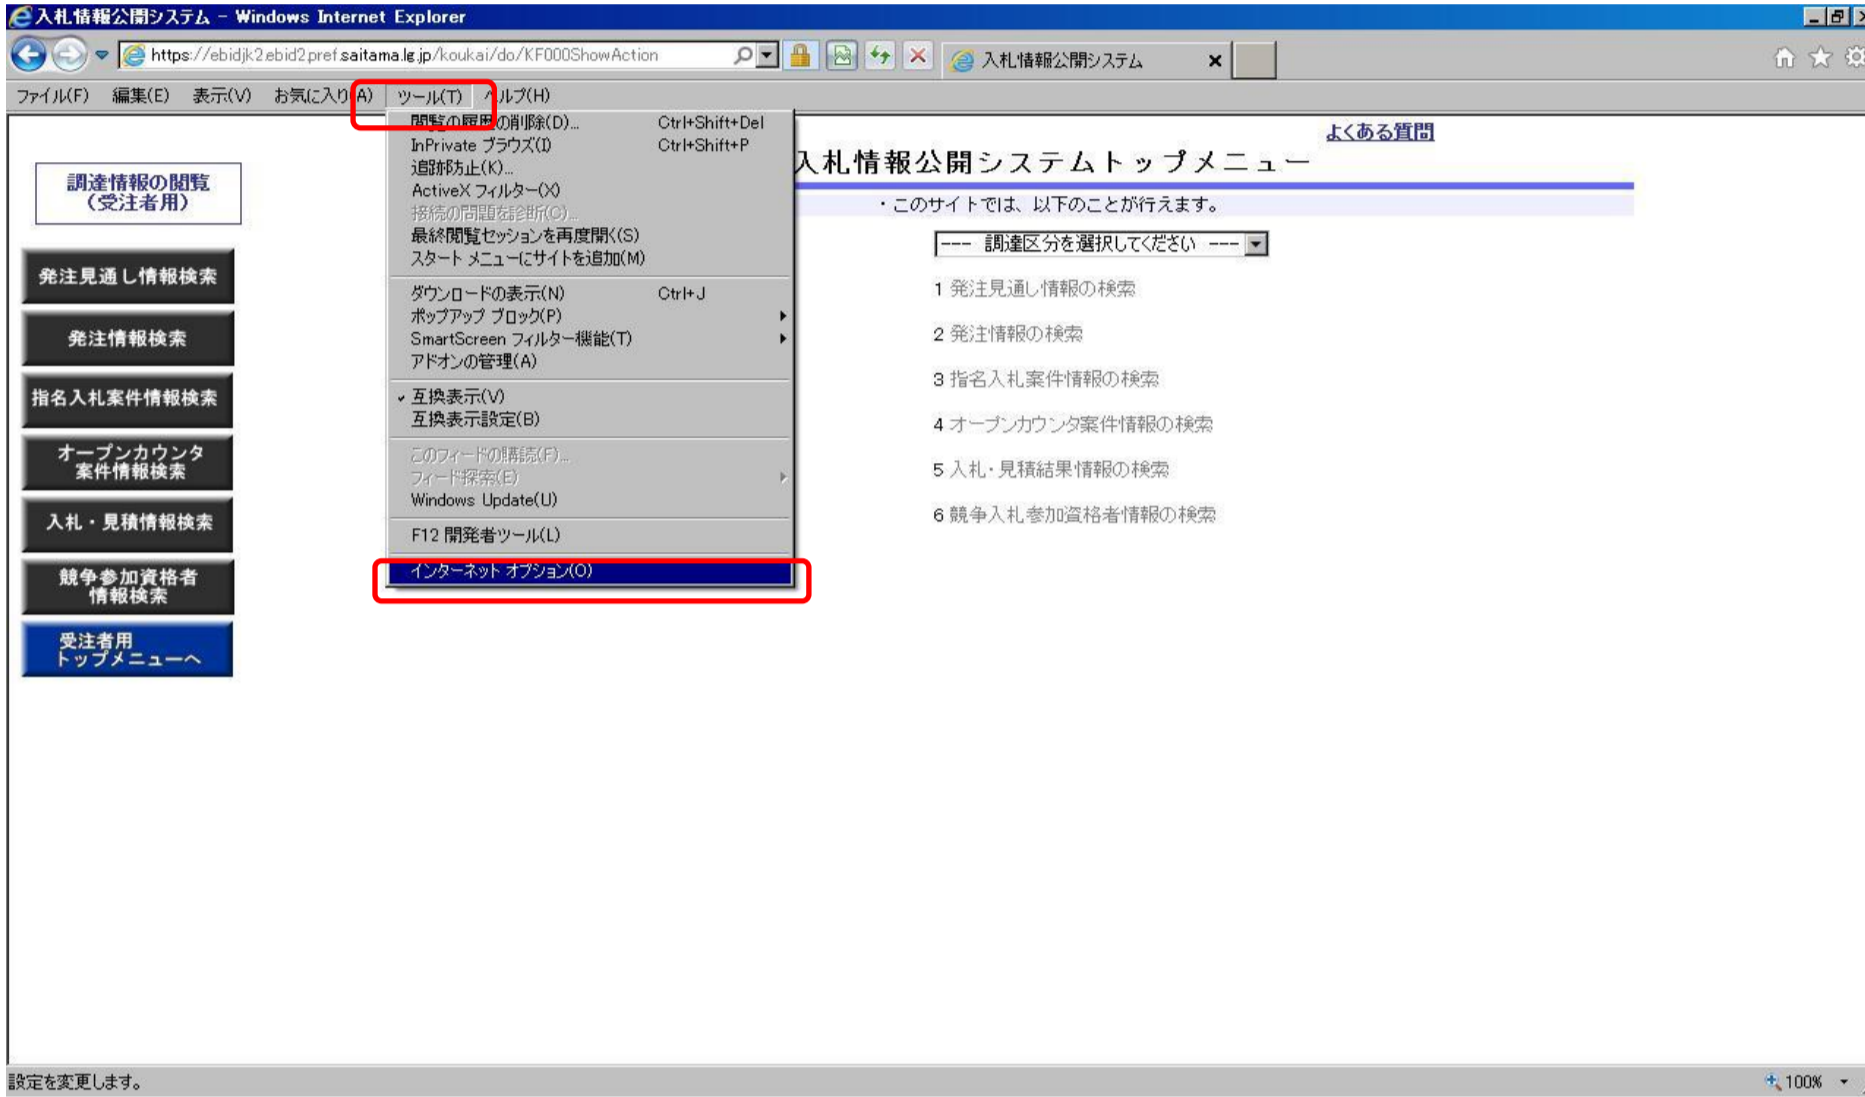 入札情報公開システム - Windows Internet Explorer
https://ebidjk2.ebid2.pref.saitama.lg.jp/koukai/do/KF000ShowAction
入札情報公開システム
ファイル(F) 編集(E) 表示(V) お気に入り(A) ツール(T) ヘルプ(H)
閲覧の履歴の削除(D)... Ctrl+Shift+Del
InPrivate ブラウズ(I) Ctrl+Shift+P
追跡防止(K)...
ActiveX フィルター(X)
接続の問題を診断(C)...
最終閲覧セッションを再度開く(S)
スタート メニューにサイトを追加(M)
ダウンロードの表示(N) Ctrl+J
ポップアップ ブロック(P)
SmartScreen フィルター機能(T)
アドオンの管理(A)
互換表示(V)
互換表示設定(B)
このフィードの購読(F)...
フィード探索(E)
Windows Update(U)
F12 開発者ツール(L)
インターネット オプション(O)
調達情報の閲覧
(受注者用)
発注見通し情報検索
発注情報検索
指名入札案件情報検索
オープンカウンタ
案件情報検索
入札・見積情報検索
競争参加資格者
情報検索
受注者用
トップメニューへ
よくある質問
入札情報公開システムトップメニュー
・このサイトでは、以下のことが行えます。
--- 調達区分を選択してください ---
1 発注見通し情報の検索
2 発注情報の検索
3 指名入札案件情報の検索
4 オープンカウンタ案件情報の検索
5 入札・見積結果情報の検索
6 競争入札参加資格者情報の検索
設定を変更します。
100%